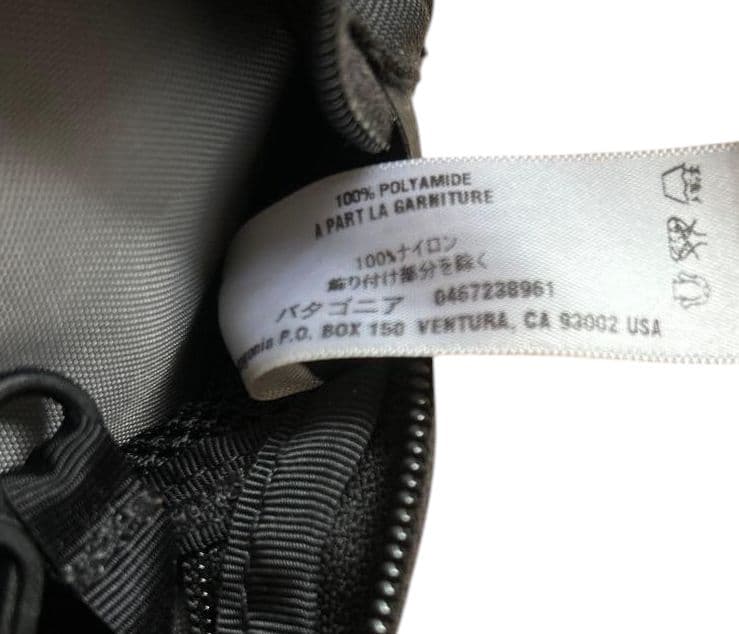 100% POLYAMIDE
A PART LA GARNITURE
100%ナイロン
飾り付け部分を除く
パタゴニア 0467238961
P.O. BOX 150 VENTURA, CA 93002 USA